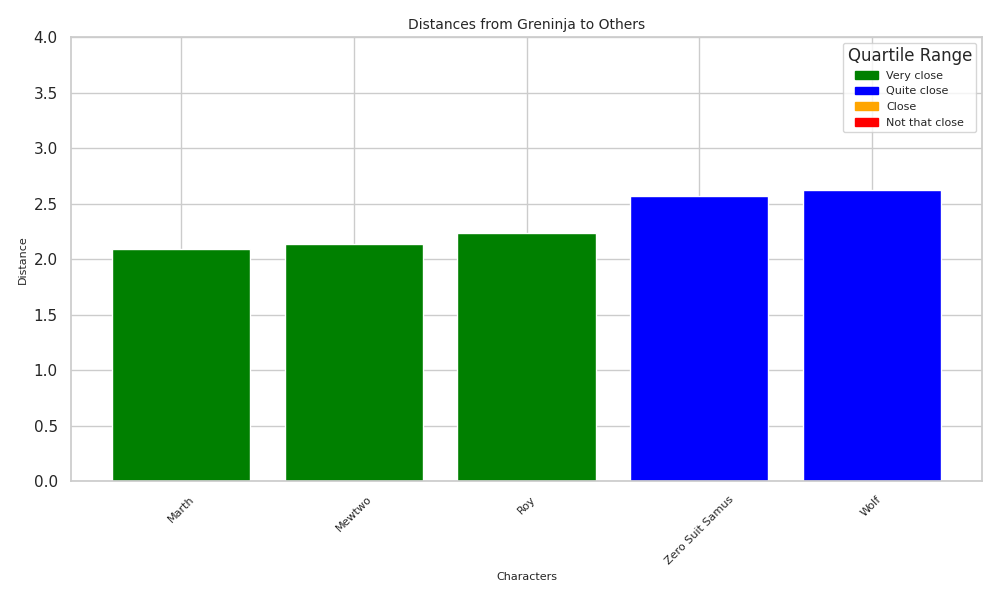 Distances from Greninja to Others
4.0
3.5
3.0
2.5
2.0
1.5
1.0
0.5
0.0
Distance
Quartile Range
Very close
Quite close
Close
Not that close
Marth
Mewtwo
Roy
Zero Suit Samus
Wolf
Characters